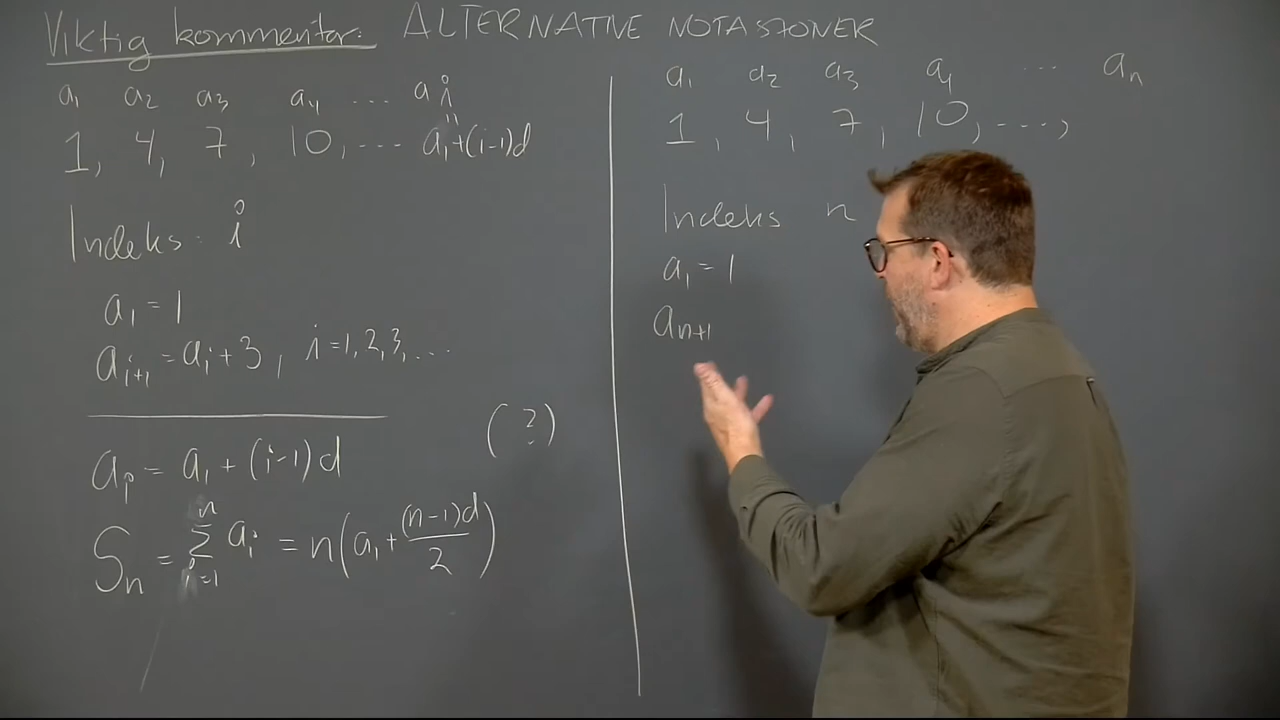 Viktig kommentar: ALTERNATIVE NOTASJONER
a₁ a₂ a₃ a₄ ... aᵢ
1, 4, 7, 10, ... a₁+(i-1)d
Indeks: i
a₁ = 1
aᵢ₊₁ = aᵢ + 3, i = 1, 2, 3, ...
aᵢ = a₁ + (i-1)d (?)
Sₙ = ∑ᵢ₌₁ⁿ aᵢ = n(a₁ + (n-1)d/2)
a₁ a₂ a₃ a₄ ... aₙ
1, 4, 7, 10, ...,
Indeks n
a₁ = 1
aₙ₊₁